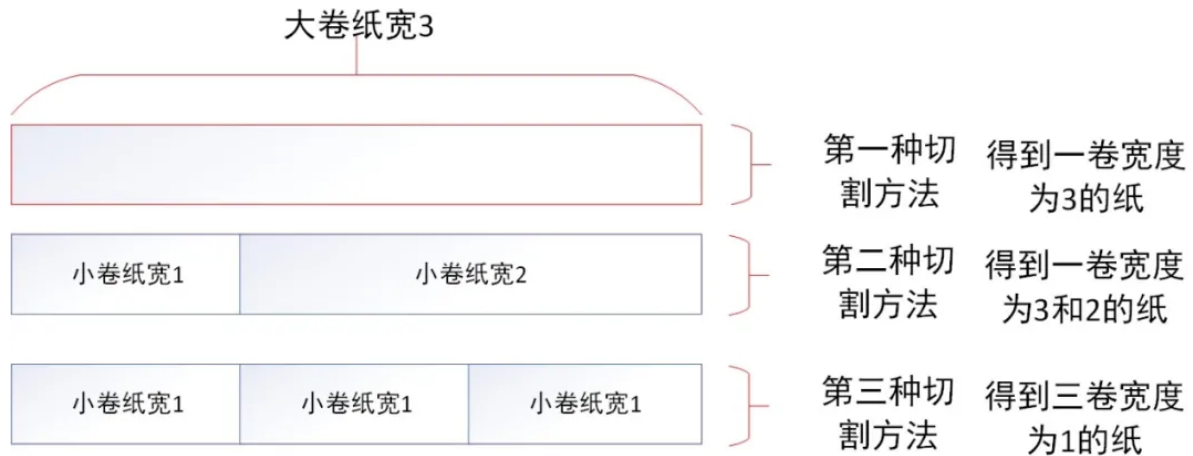 大卷纸宽3
第一种切
割方法
得到一卷宽度
为3的纸
小卷纸宽1
小卷纸宽2
第二种切
割方法
得到一卷宽度
为3和2的纸
小卷纸宽1
小卷纸宽1
小卷纸宽1
第三种切
割方法
得到三卷宽度
为1的纸